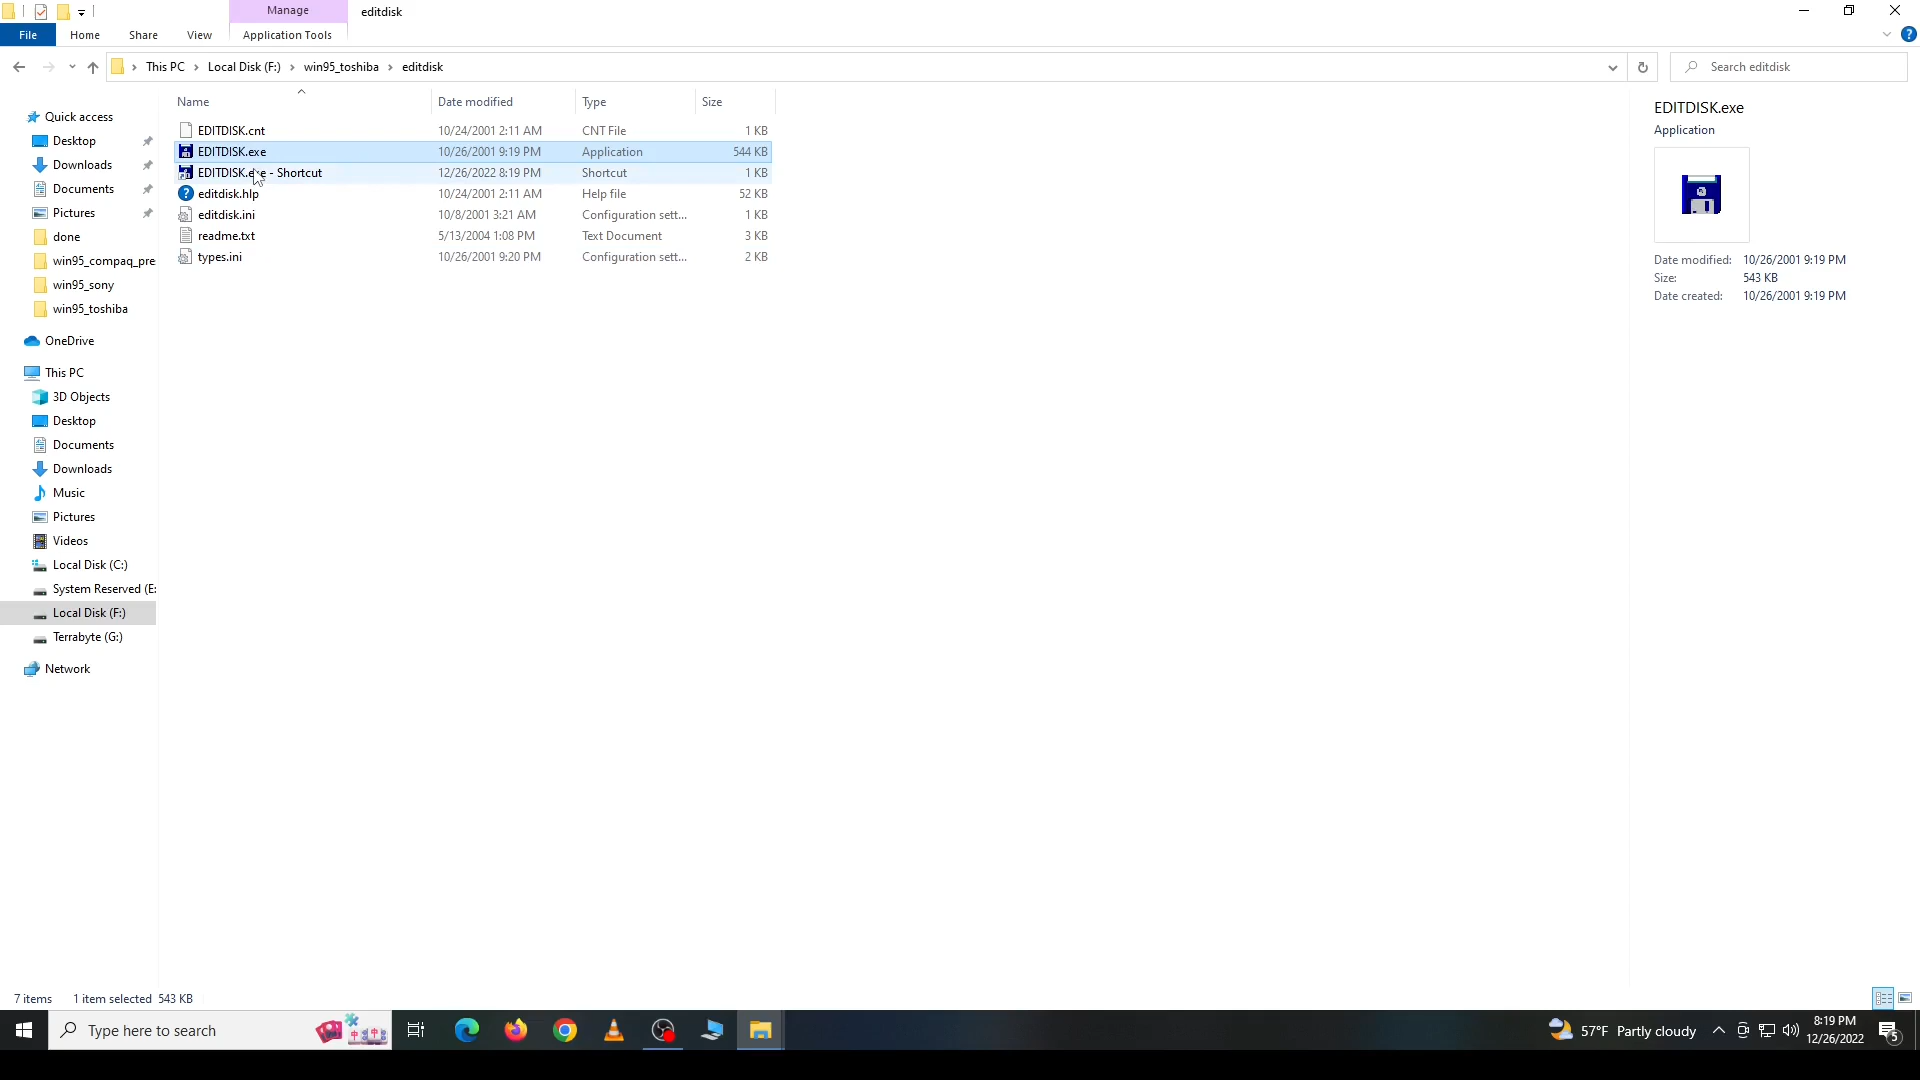 Manage
editdisk
File
Home
Share
View
Application Tools
This PC
Local Disk (F:)
win95_toshiba
editdisk
Search editdisk
Name
Date modified
Type
Size
EDITDISK.cnt 10/24/2001 2:11 AM CNT File 1 KB
EDITDISK.exe 10/26/2001 9:19 PM Application 544 KB
EDITDISK.exe - Shortcut 12/26/2022 8:19 PM Shortcut 1 KB
editdisk.hlp 10/24/2001 2:11 AM Help file 52 KB
editdisk.ini 10/8/2001 3:21 AM Configuration sett... 1 KB
readme.txt 5/13/2004 1:08 PM Text Document 3 KB
types.ini 10/26/2001 9:20 PM Configuration sett... 2 KB
Quick access
Desktop
Downloads
Documents
Pictures
done
win95_compaq_pre
win95_sony
win95_toshiba
OneDrive
This PC
3D Objects
Desktop
Documents
Downloads
Music
Pictures
Videos
Local Disk (C:)
System Reserved (E:
Local Disk (F:)
Terrabyte (G:)
Network
EDITDISK.exe
Application
Date modified: 10/26/2001 9:19 PM
Size: 543 KB
Date created: 10/26/2001 9:19 PM
7 items
1 item selected 543 KB
Type here to search
57°F Partly cloudy
8:19 PM
12/26/2022
5